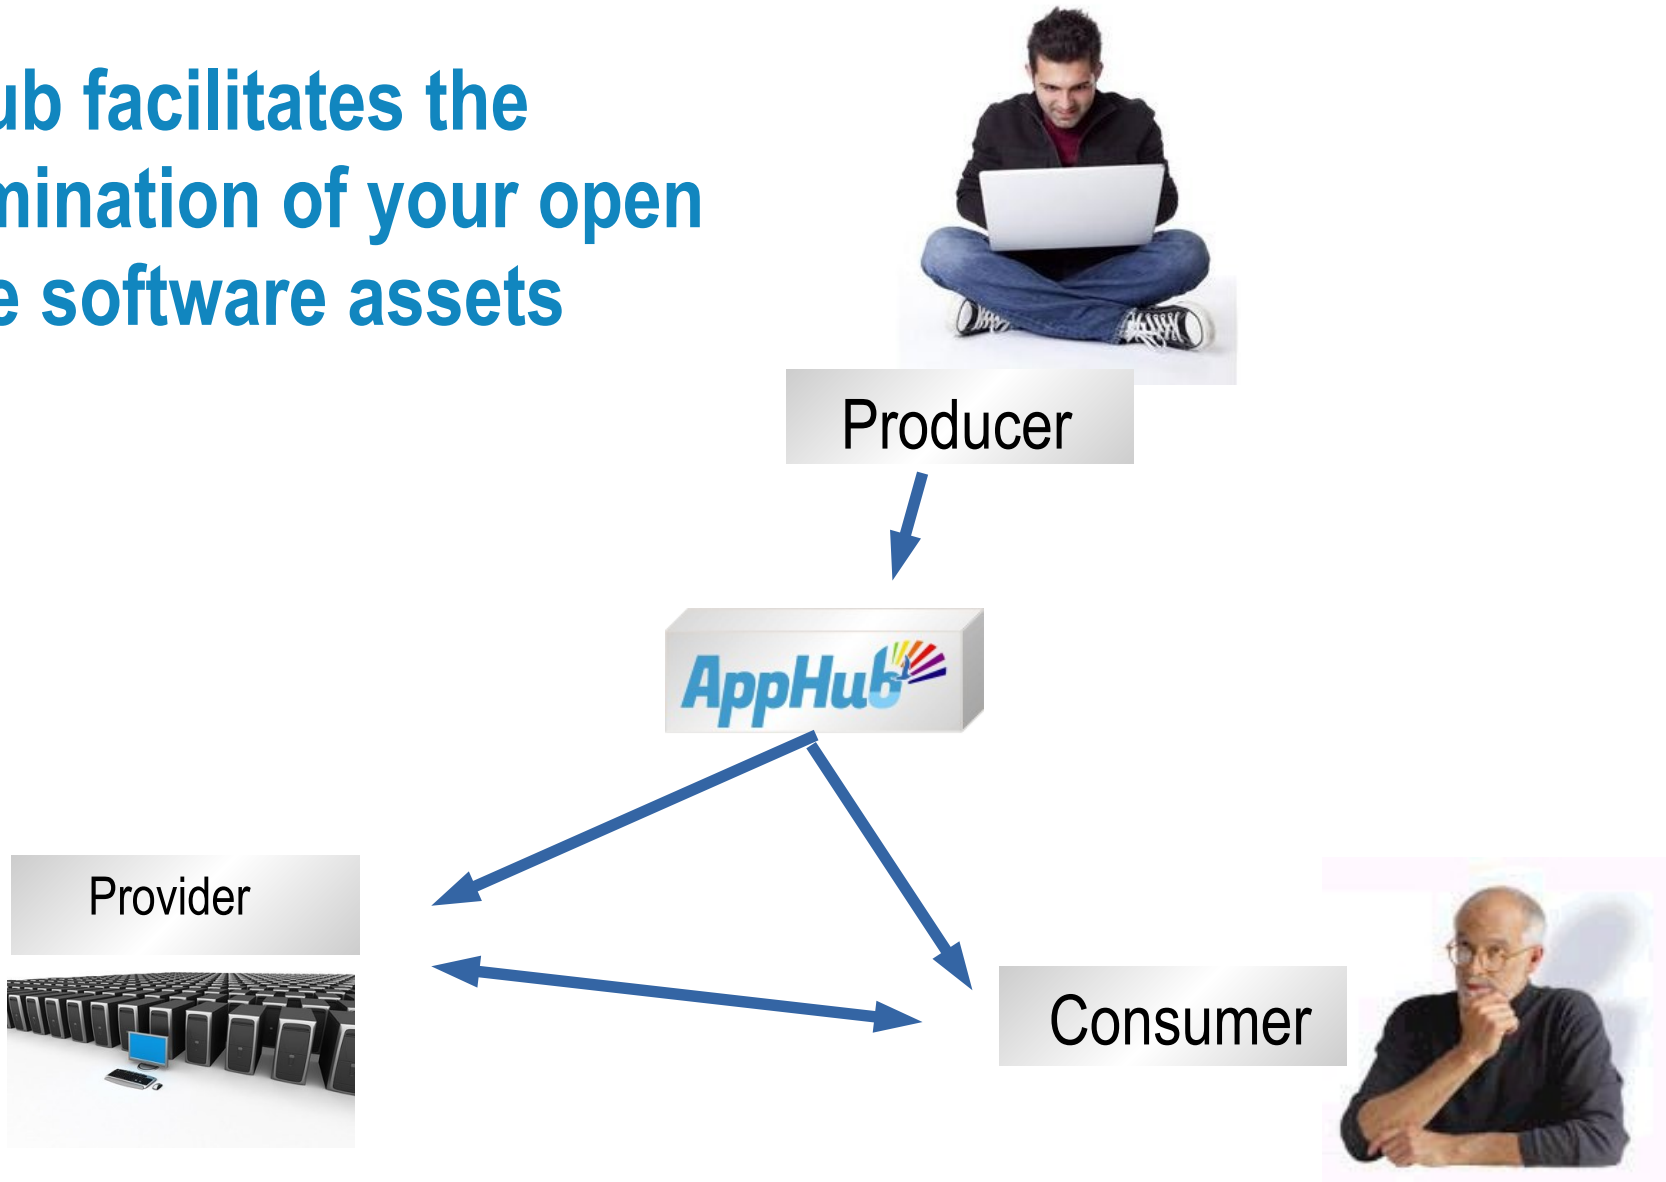 ub facilitates the
mination of your open
e software assets
Producer
AppHub
Provider
Consumer